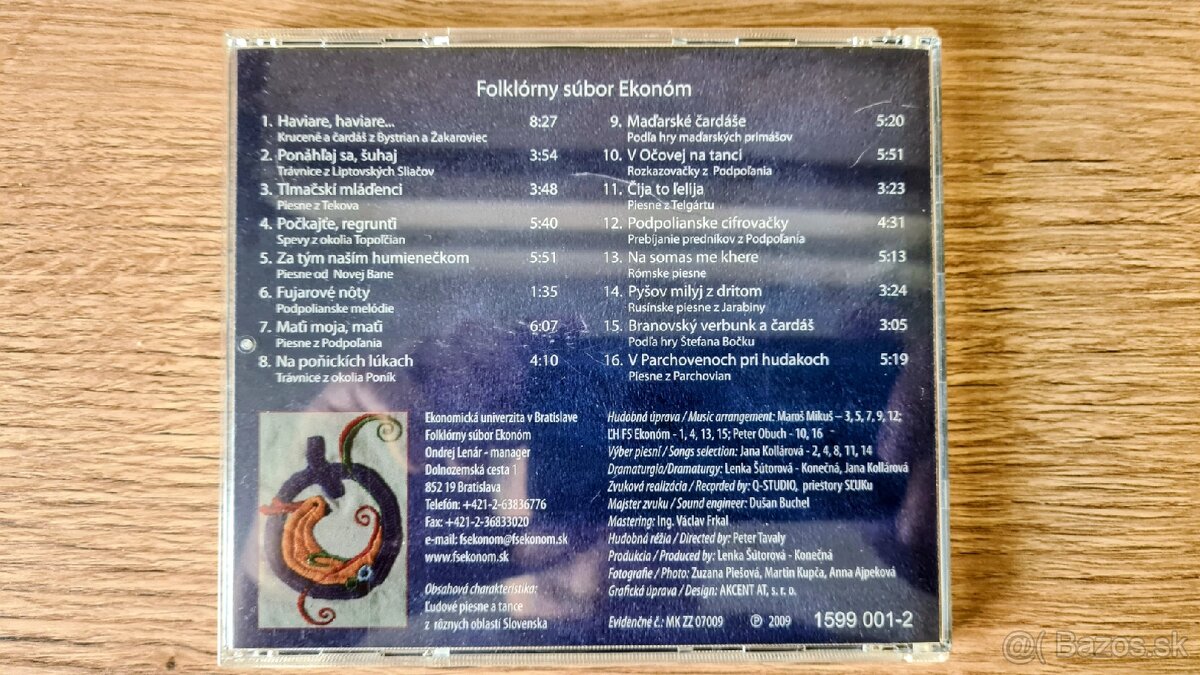 Folklórny súbor Ekonóm
1. Haviare, haviare... 8:27
Krucené a čardáš z Bystrian a Žakaroviec
2. Ponáhľaj sa, šuhaj 3:54
Trávnice z Liptovských Sliačov
3. Tlmačskí mláďenci 3:48
Piesne z Tekova
4. Počkajťe, regrunťi 5:40
Spevy z okolia Topoľčian
5. Za tým naším humienečkom 5:51
Piesne od Novej Bane
6. Fujarové nôty 1:35
Podpolianske melódie
7. Maťi moja, maťi 6:07
Piesne z Podpoľania
8. Na poňických lúkach 4:10
Trávnice z okolia Poník
9. Maďarské čardáše 5:20
Podľa hry maďarských primášov
10. V Očovej na tanci 5:51
Rozkazovačky z Podpoľania
11. Čija to ľelija 3:23
Piesne z Telgártu
12. Podpolianske cifrovačky 4:31
Prebíjanie predníkov z Podpoľania
13. Na somas me khere 5:13
Rómske piesne
14. Pyšov milyj z dritom 3:24
Rusínske piesne z Jarabiny
15. Branovský verbunk a čardáš 3:05
Podľa hry Štefana Bočku
16. V Parchovenoch pri hudakoch 5:19
Piesne z Parchovian
Ekonomická univerzita v Bratislave
Folklórny súbor Ekonóm
Ondrej Lenár - manager
Dolnozemská cesta 1
852 19 Bratislava
Telefón: +421-2-63836776
Fax: +421-2-36833020
e-mail: fsekonom@fsekonom.sk
www.fsekonom.sk
Obsahová charakteristika:
Ľudové piesne a tance
z rôznych oblastí Slovenska
Hudobná úprava / Music arrangement: Maroš Mikuš – 3, 5, 7, 9, 12;
ĽH FS Ekonóm - 1, 4, 13, 15; Peter Obuch - 10, 16
Výber piesní / Songs selection: Jana Kollárová - 2, 4, 8, 11, 14
Dramaturgia/Dramaturgy: Lenka Šútorová - Konečná, Jana Kollárová
Zvuková realizácia / Recorded by: Q-STUDIO, priestory SĽUKu
Majster zvuku / Sound engineer: Dušan Buchel
Mastering: Ing. Václav Frkal
Hudobná réžia / Directed by: Peter Tavaly
Produkcia / Produced by: Lenka Šútorová - Konečná
Fotografie / Photo: Zuzana Plešová, Martin Kupča, Anna Ajpeková
Grafická úprava / Design: AKCENT AT, s. r. o.
Evidenčné č.: MK ZZ 07009 ℗ 2009 1599 001-2
@( Bazos.sk